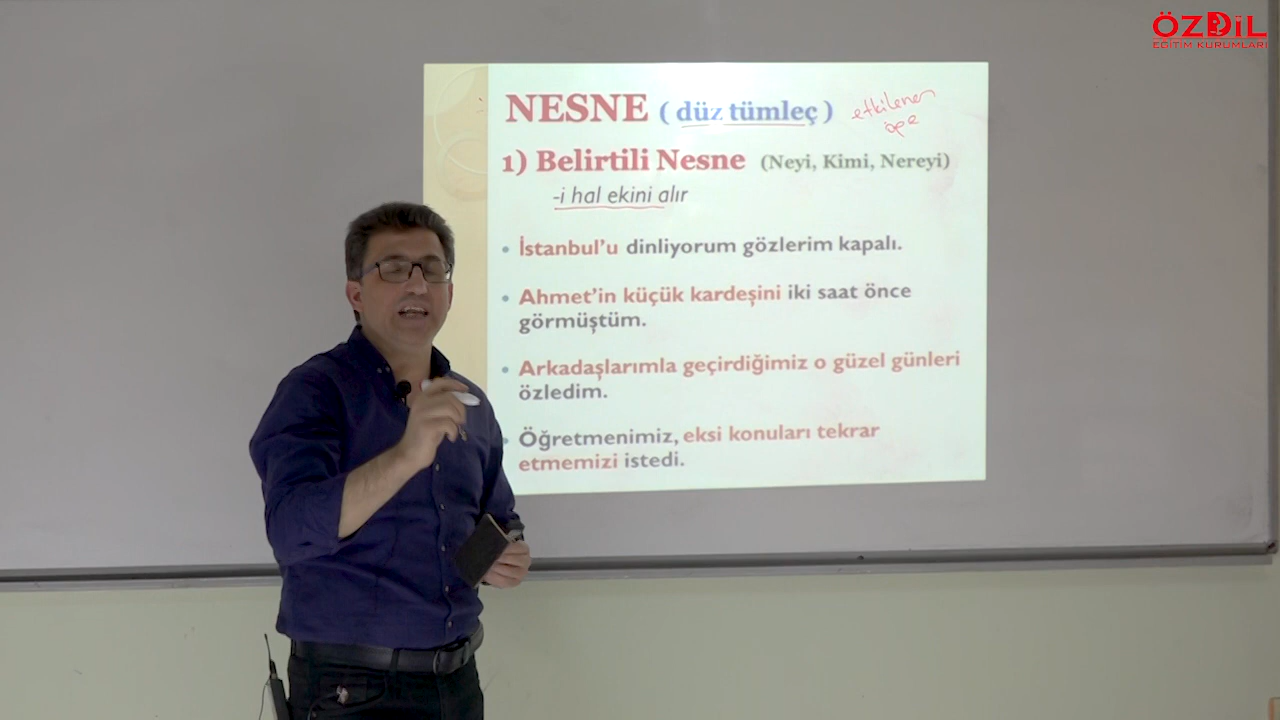 ÖZDİL
EĞİTİM KURUMLARI
NESNE ( düz tümleç )
etkilenen
öge
1) Belirtili Nesne (Neyi, Kimi, Nereyi)
-i hal ekini alır
• İstanbul'u dinliyorum gözlerim kapalı.
• Ahmet'in küçük kardeşini iki saat önce
görmüştüm.
• Arkadaşlarımla geçirdiğimiz o güzel günleri
özledim.
• Öğretmenimiz, eksi konuları tekrar
etmemizi istedi.